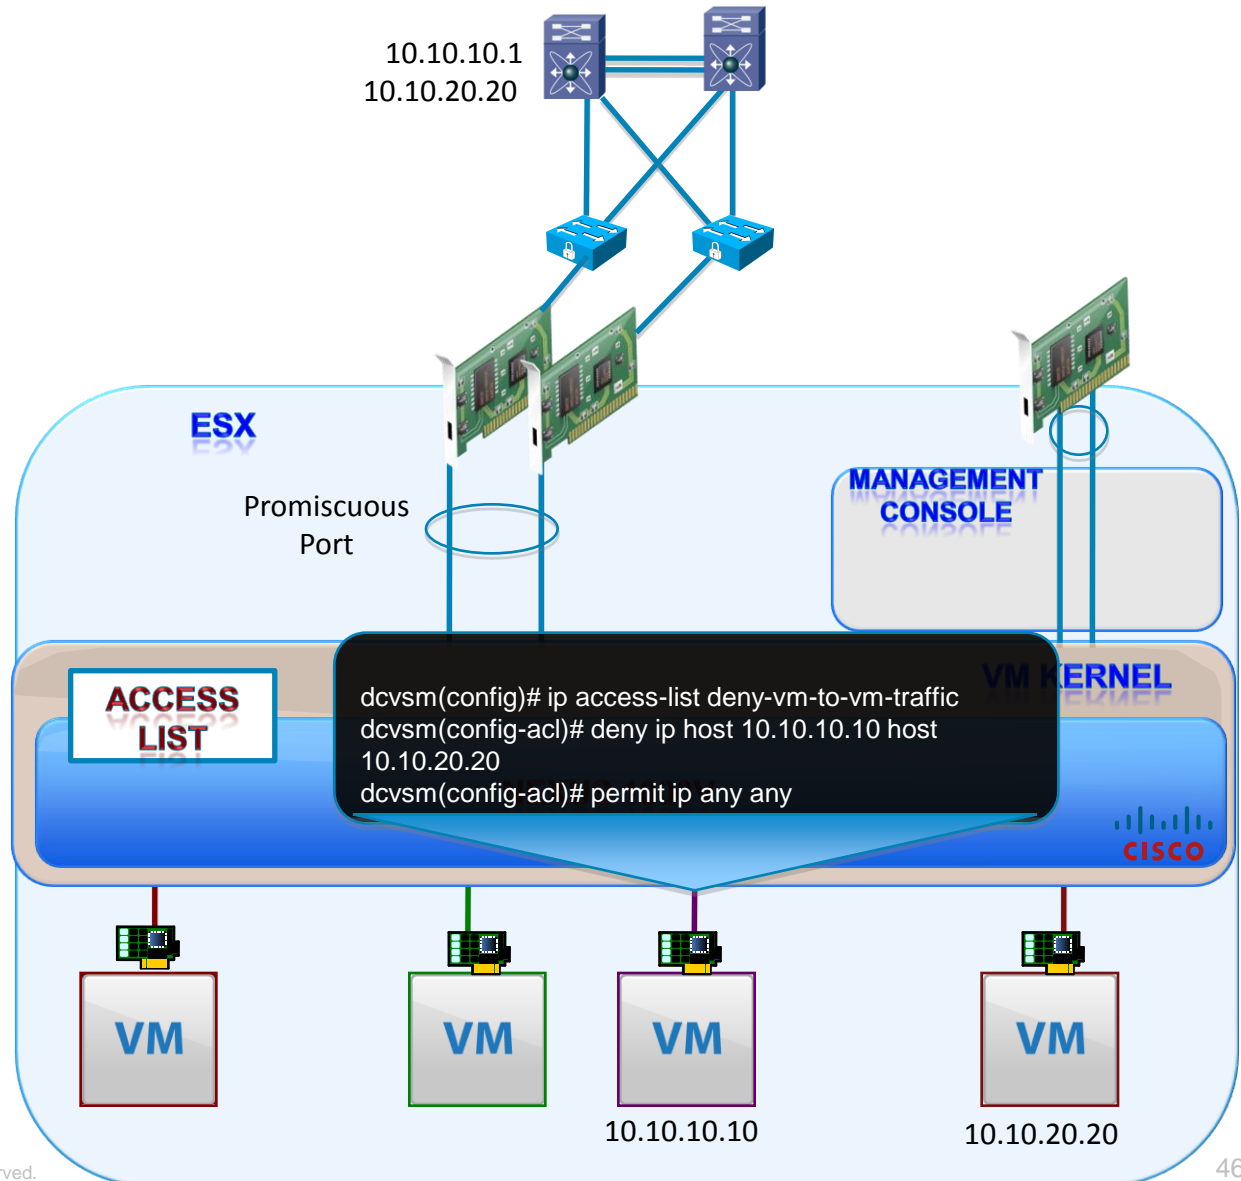 10.10.10.1
10.10.20.20
ESX
Promiscuous
Port
MANAGEMENT
CONSOLE
VM KERNEL
ACCESS
LIST
dcvsm(config)# ip access-list deny-vm-to-vm-traffic
dcvsm(config-acl)# deny ip host 10.10.10.10 host
10.10.20.20
dcvsm(config-acl)# permit ip any any
CISCO
VM
VM
VM
VM
10.10.10.10
10.10.20.20
rved.
46